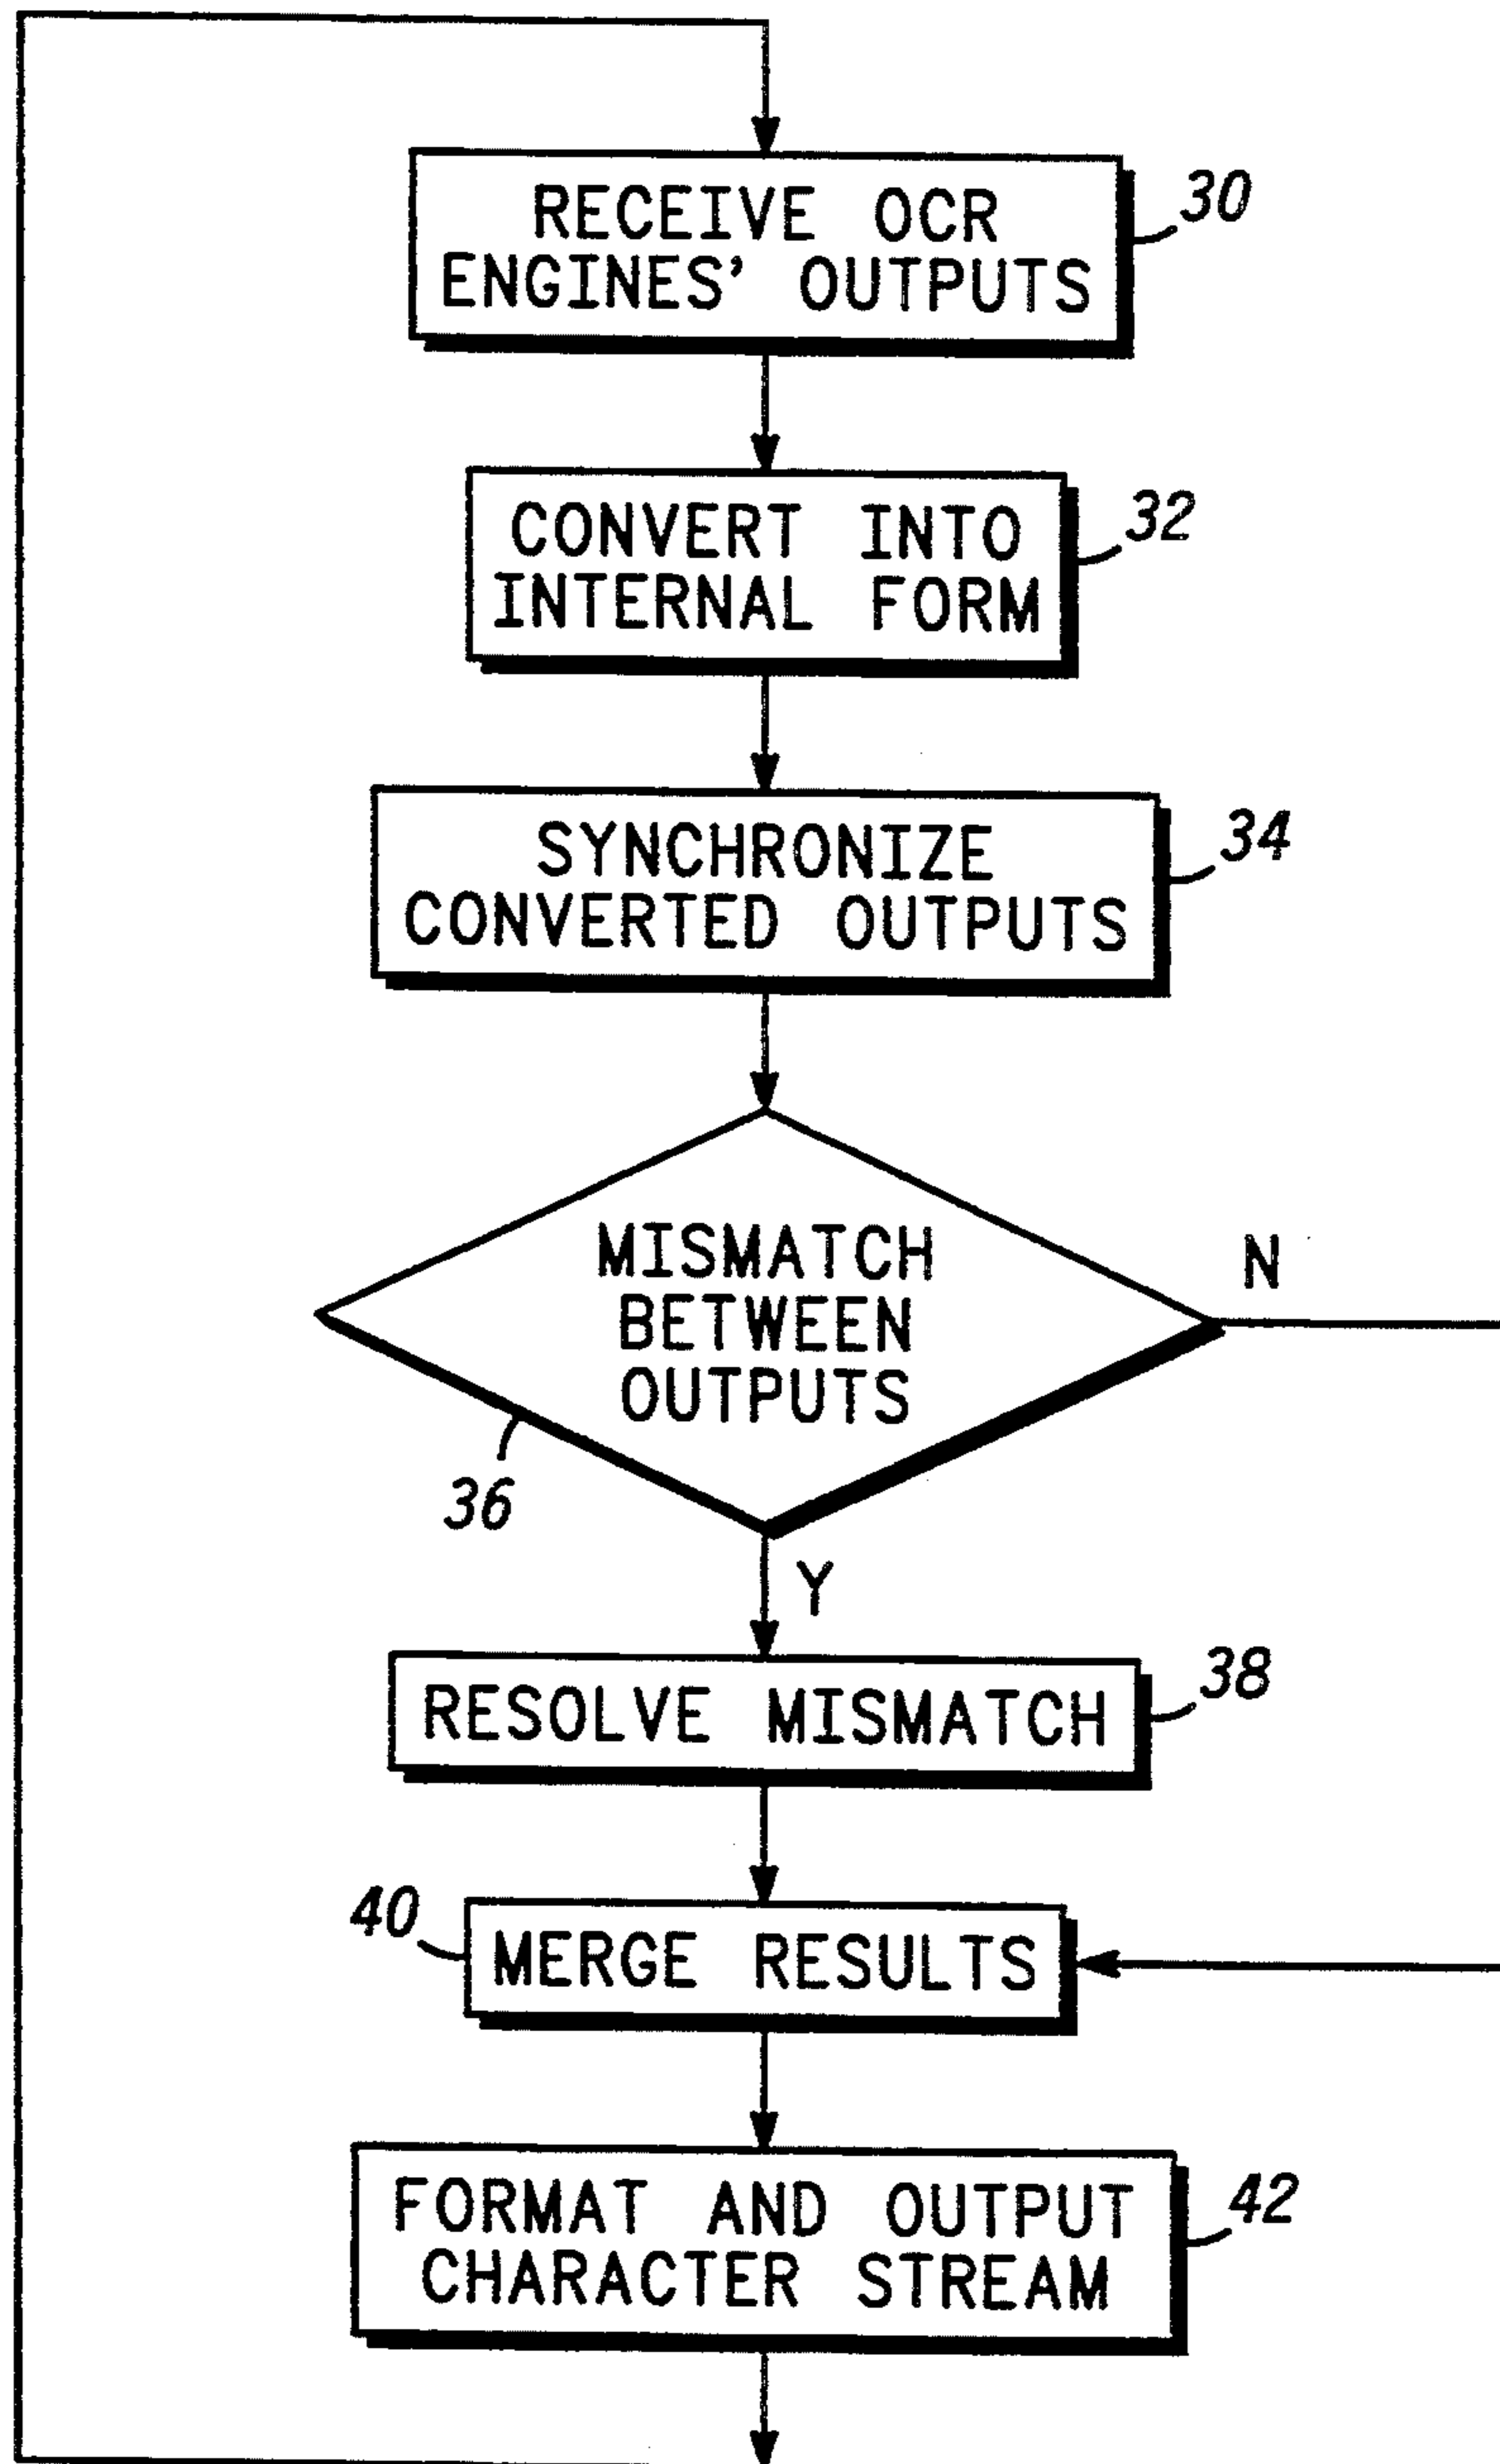 RECEIVE OCR
ENGINES' OUTPUTS
30
CONVERT INTO
INTERNAL FORM
32
SYNCHRONIZE
CONVERTED OUTPUTS
34
MISMATCH
BETWEEN
OUTPUTS
N
36
Y
RESOLVE MISMATCH
38
40
MERGE RESULTS
FORMAT AND OUTPUT
CHARACTER STREAM
42